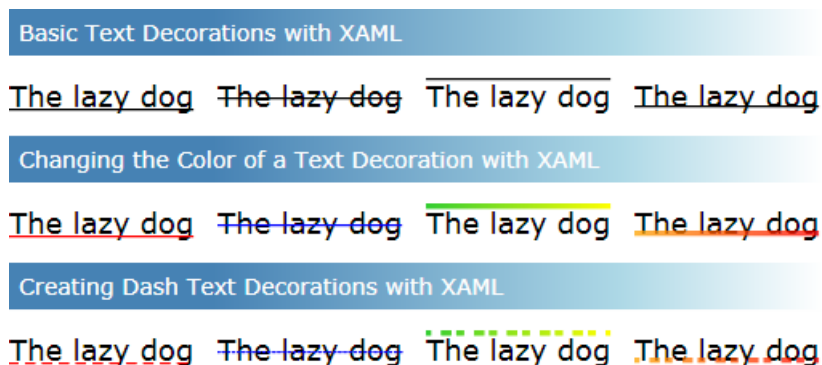 Basic Text Decorations with XAML
The lazy dog The lazy dog The lazy dog The lazy dog
Changing the Color of a Text Decoration with XAML
The lazy dog The lazy dog The lazy dog The lazy dog
Creating Dash Text Decorations with XAML
The lazy dog The lazy dog The lazy dog The lazy dog